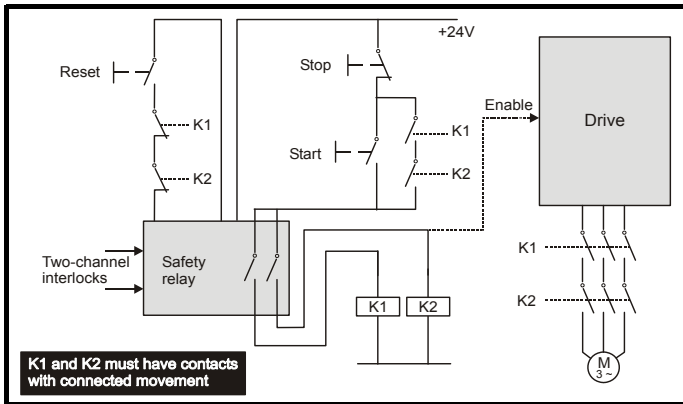 +24V
Reset
Stop
K1
K2
Start
K1
K2
Enable
Drive
Two-channel
interlocks
Safety
relay
K1
K2
K1
K2
M
3 ~
K1 and K2 must have contacts
with connected movement